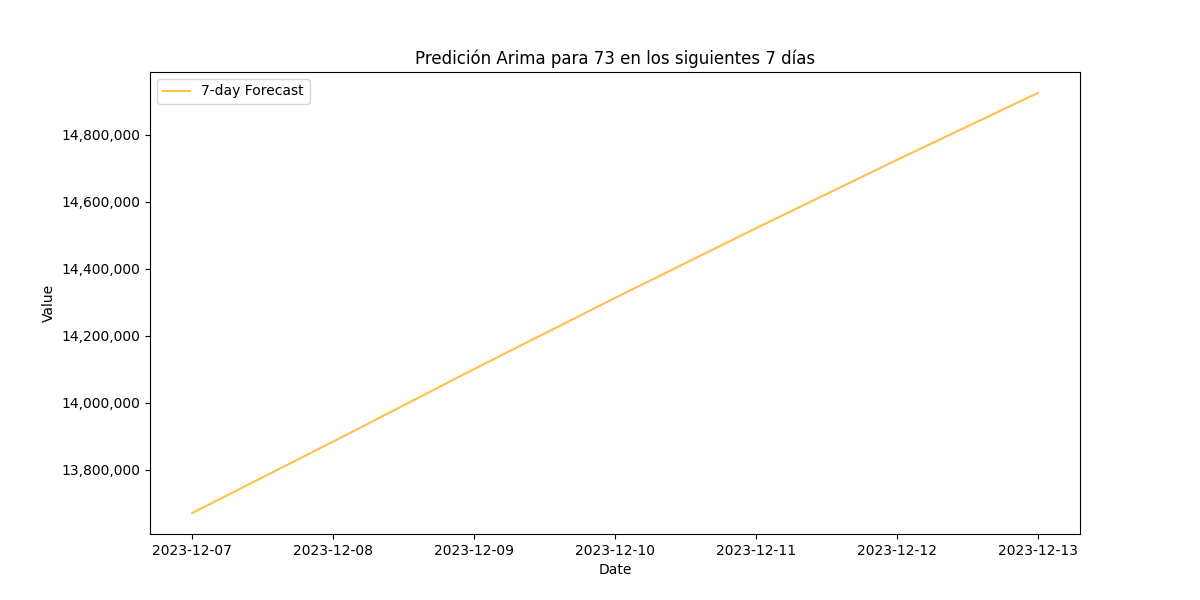 Predición Arima para 73 en los siguientes 7 días
7-day Forecast
14,800,000
14,600,000
14,400,000
14,200,000
14,000,000
13,800,000
Value
2023-12-07 2023-12-08 2023-12-09 2023-12-10 2023-12-11 2023-12-12 2023-12-13
Date